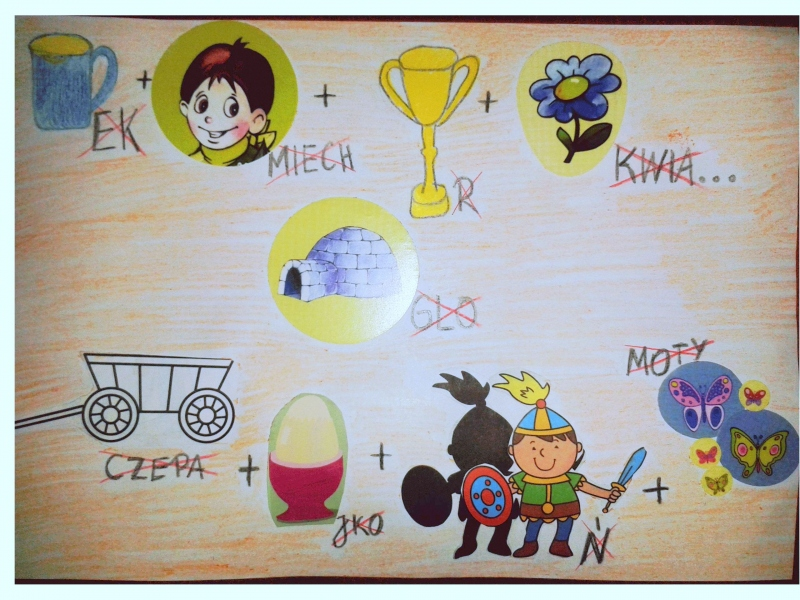 + + +
EK MIECH R KWIA...
GLO
MOTY
CZEPA + JKO + Ń +